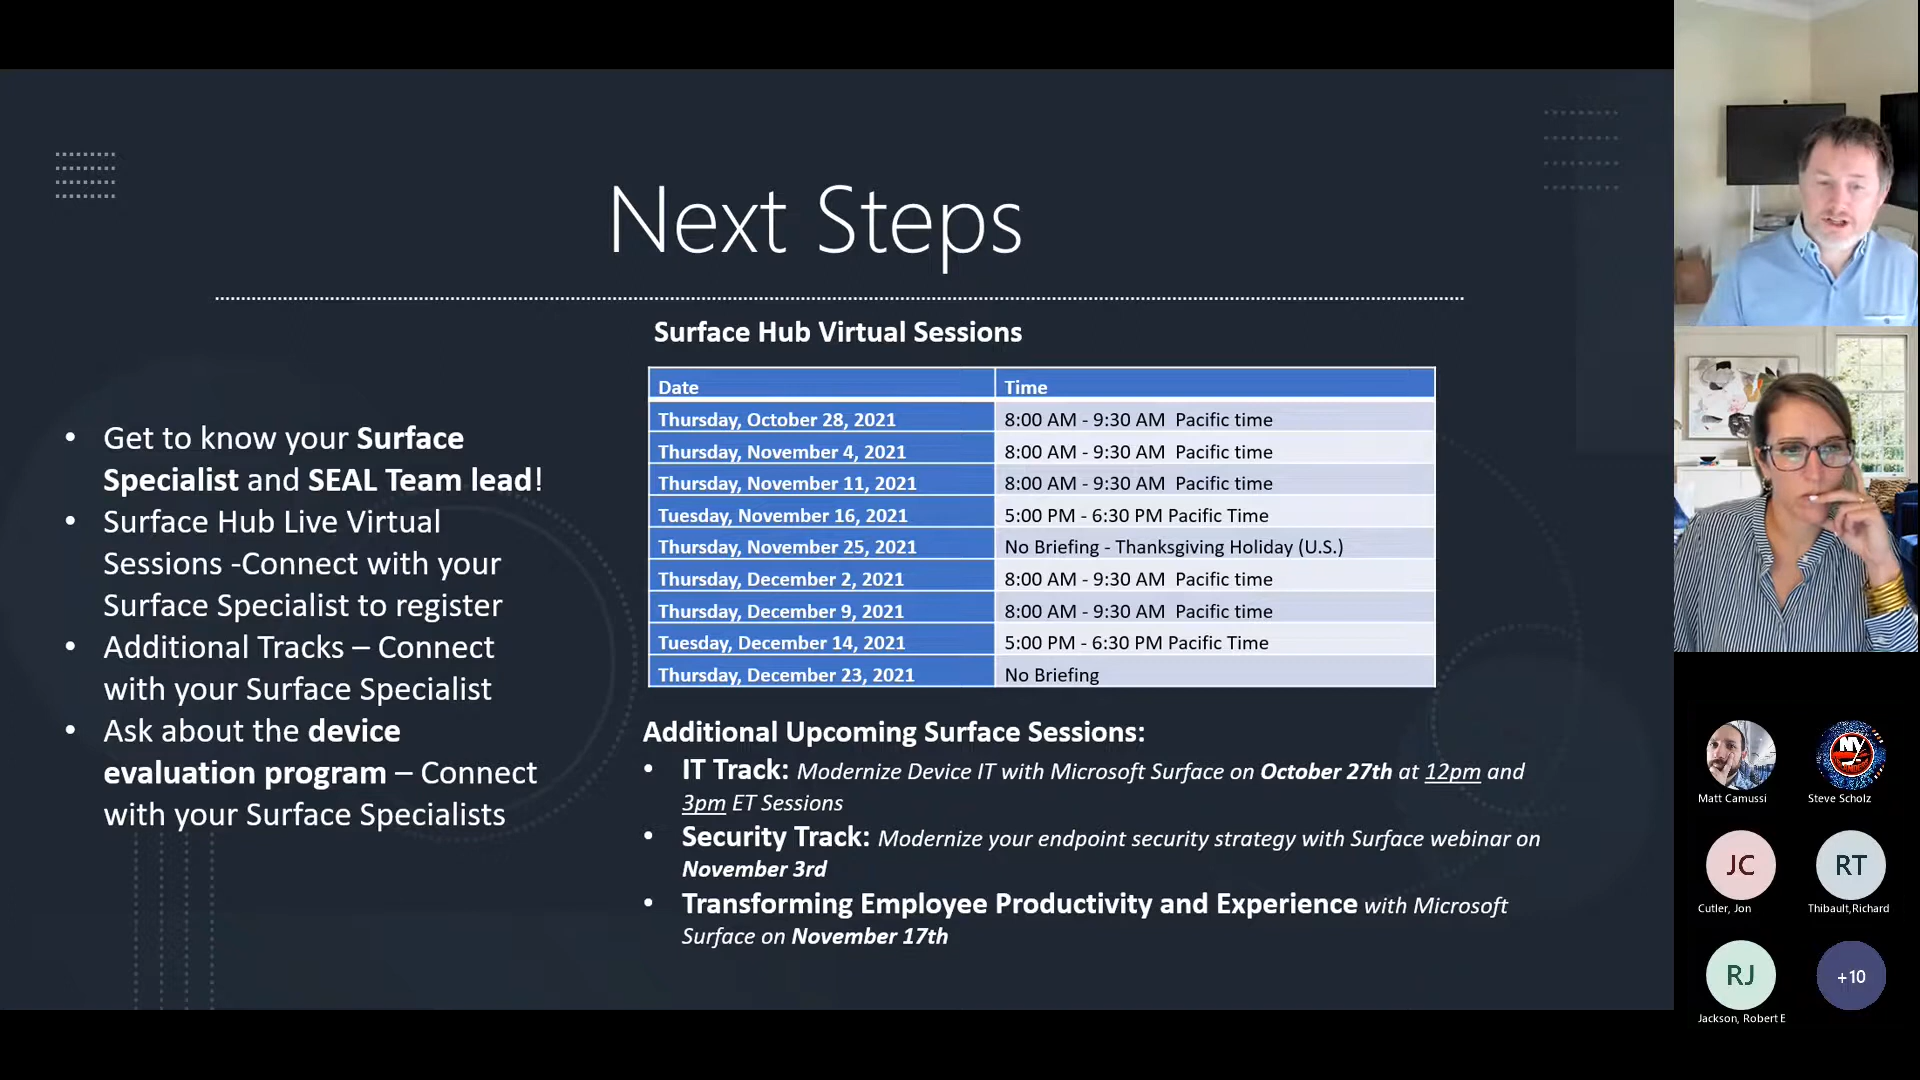 Next Steps
• Get to know your Surface
Specialist and SEAL Team lead!
• Surface Hub Live Virtual
Sessions -Connect with your
Surface Specialist to register
• Additional Tracks – Connect
with your Surface Specialist
• Ask about the device
evaluation program – Connect
with your Surface Specialists
Surface Hub Virtual Sessions
Date Time
Thursday, October 28, 2021 8:00 AM - 9:30 AM  Pacific time
Thursday, November 4, 2021 8:00 AM - 9:30 AM  Pacific time
Thursday, November 11, 2021 8:00 AM - 9:30 AM  Pacific time
Tuesday, November 16, 2021 5:00 PM - 6:30 PM Pacific Time
Thursday, November 25, 2021 No Briefing - Thanksgiving Holiday (U.S.)
Thursday, December 2, 2021 8:00 AM - 9:30 AM  Pacific time
Thursday, December 9, 2021 8:00 AM - 9:30 AM  Pacific time
Tuesday, December 14, 2021 5:00 PM - 6:30 PM Pacific Time
Thursday, December 23, 2021 No Briefing
Additional Upcoming Surface Sessions:
• IT Track: Modernize Device IT with Microsoft Surface on October 27th at 12pm and
3pm ET Sessions
• Security Track: Modernize your endpoint security strategy with Surface webinar on
November 3rd
• Transforming Employee Productivity and Experience with Microsoft
Surface on November 17th
NY
Matt Camussi Steve Scholz
JC RT
Cutler, Jon Thibault,Richard
RJ +10
Jackson, Robert E